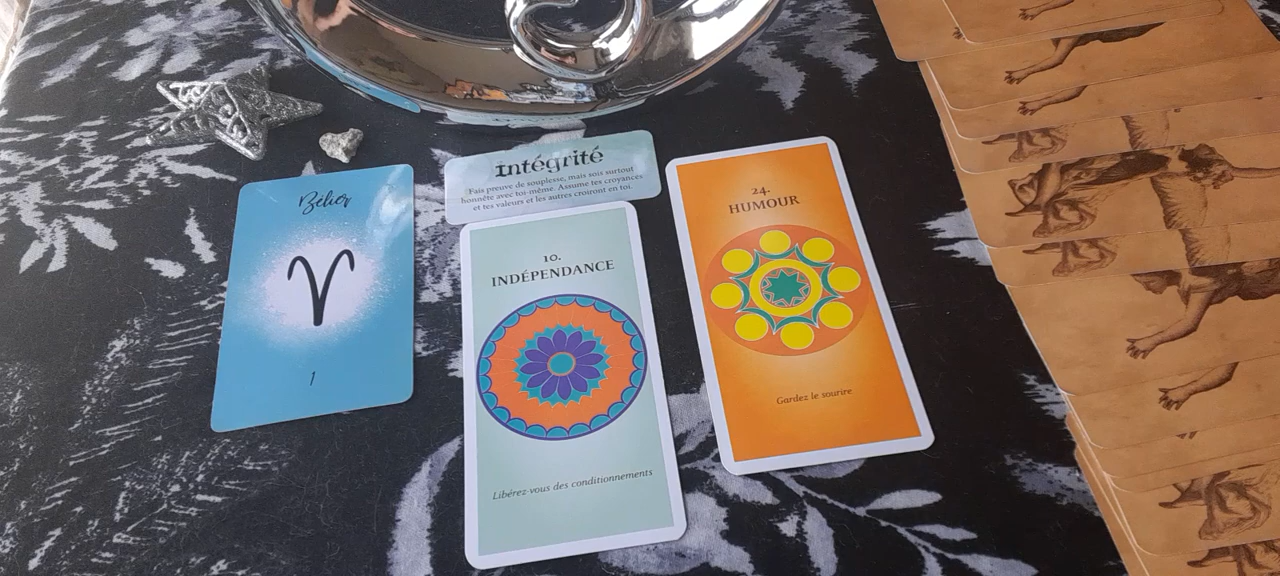 Bélier
1
intégrité
Fais preuve de souplesse, mais sois surtout
honnête avec toi-même. Assume tes croyances
et tes valeurs et les autres croiront en toi.
10.
INDÉPENDANCE
Libérez-vous des conditionnements
24.
HUMOUR
Gardez le sourire